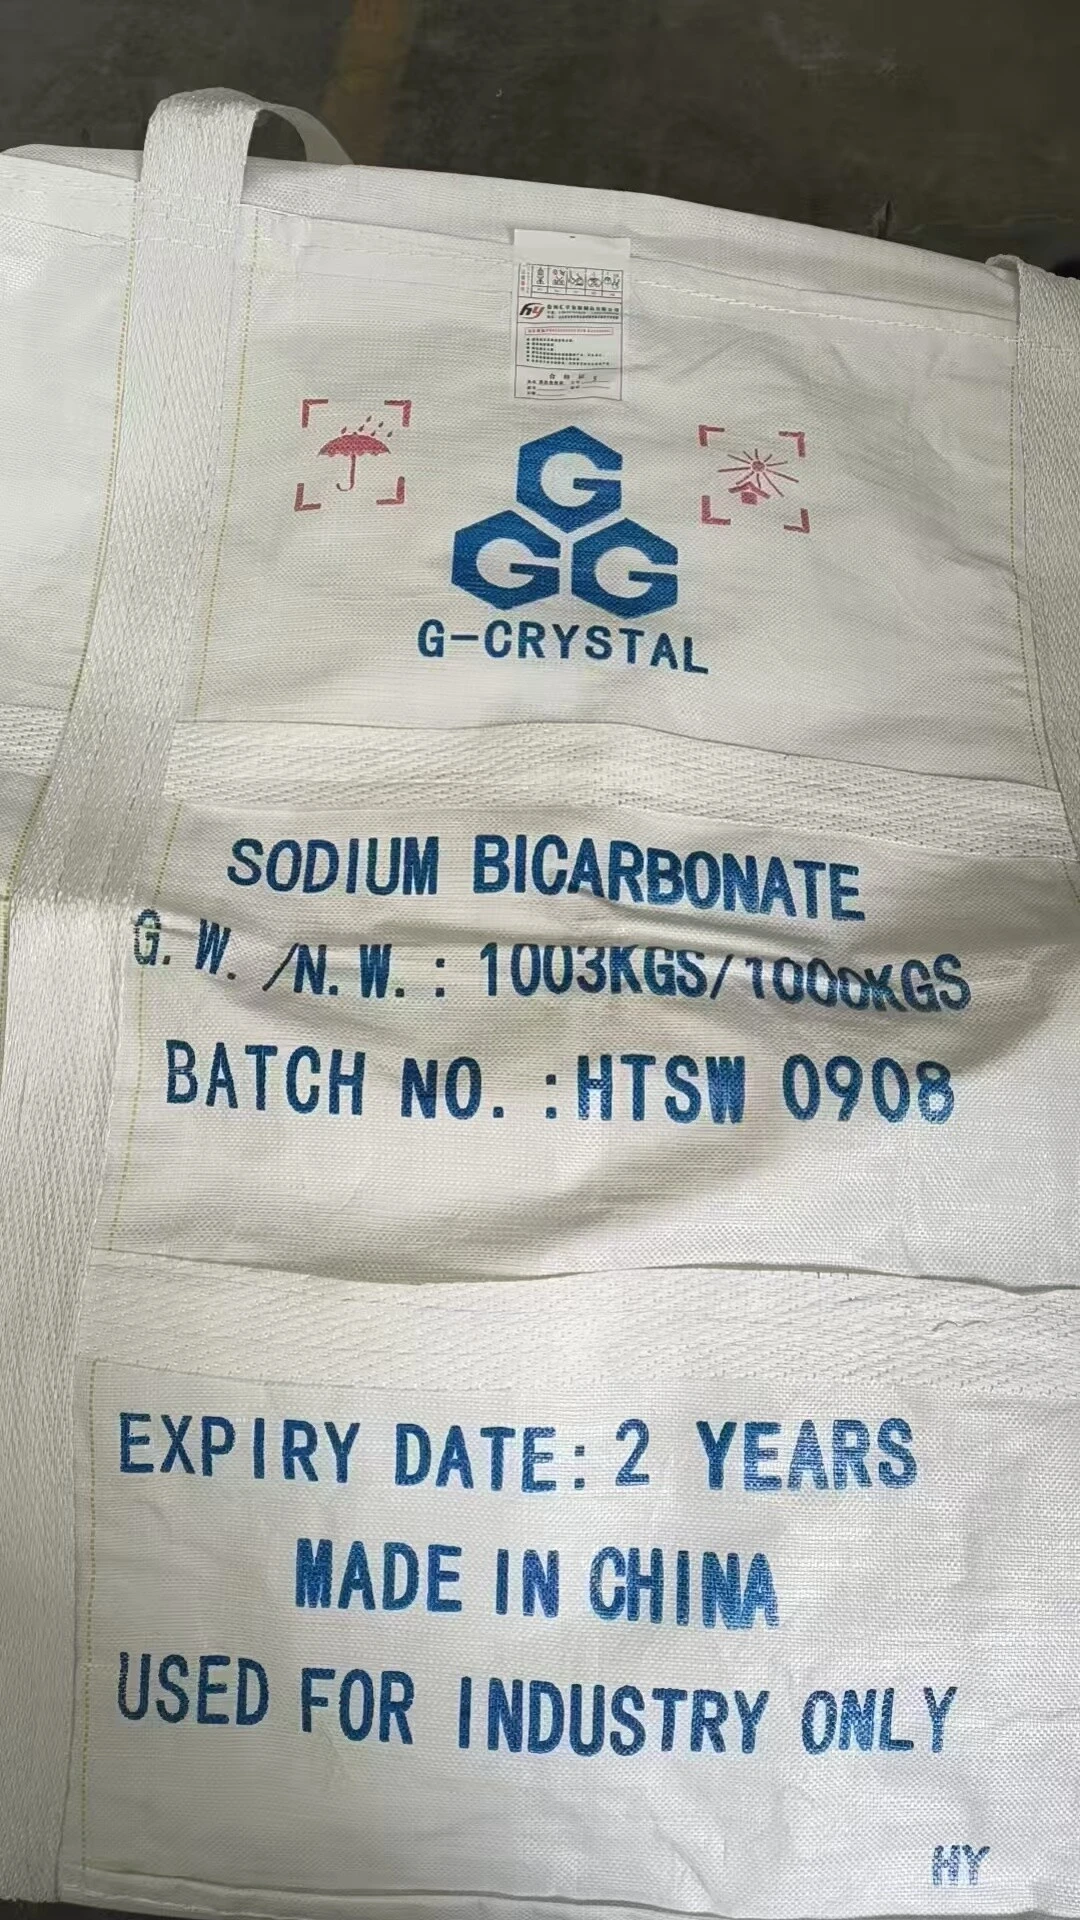 hy
G
G G
G-CRYSTAL
SODIUM BICARBONATE
G. W. /N. W. : 1003KGS/1000KGS
BATCH NO. :HTSW 0908
EXPIRY DATE: 2 YEARS
MADE IN CHINA
USED FOR INDUSTRY ONLY
HY